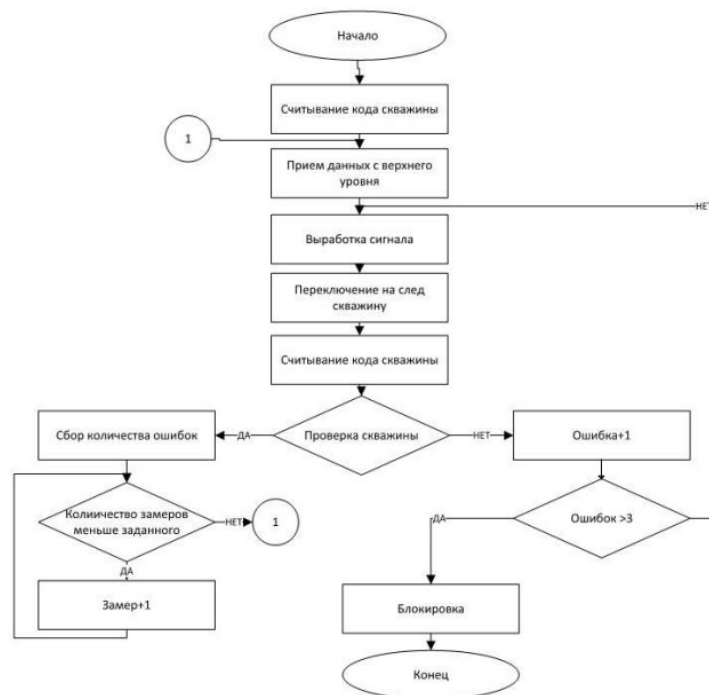 Начало
Считывание кода скважины
1
Прием данных с верхнего
уровня
НЕТ
Выработка сигнала
Переключение на след
скважину
Считывание кода скважины
Сбор количества ошибок
ДА
Проверка скважины
НЕТ
Ошибка+1
Колиичество замеров
меньше заданного
НЕТ
1
ДА
Ошибок >3
ДА
Замер+1
Блокировка
Конец